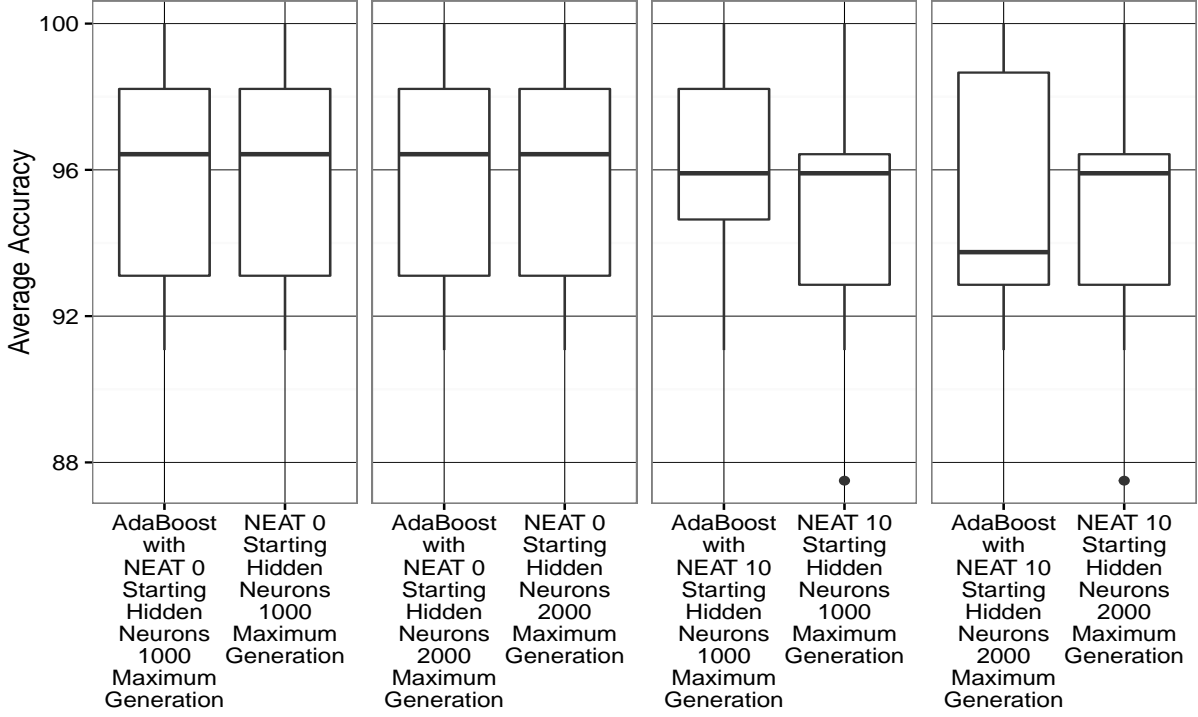 Average Accuracy
100
96
92
88
AdaBoost
with
NEAT 0
Starting
Hidden
Neurons
1000
Maximum
Generation
NEAT 0
Starting
Hidden
Neurons
1000
Maximum
Generation
AdaBoost
with
NEAT 0
Starting
Hidden
Neurons
2000
Maximum
Generation
NEAT 0
Starting
Hidden
Neurons
2000
Maximum
Generation
AdaBoost
with
NEAT 10
Starting
Hidden
Neurons
1000
Maximum
Generation
NEAT 10
Starting
Hidden
Neurons
1000
Maximum
Generation
AdaBoost
with
NEAT 10
Starting
Hidden
Neurons
2000
Maximum
Generation
NEAT 10
Starting
Hidden
Neurons
2000
Maximum
Generation